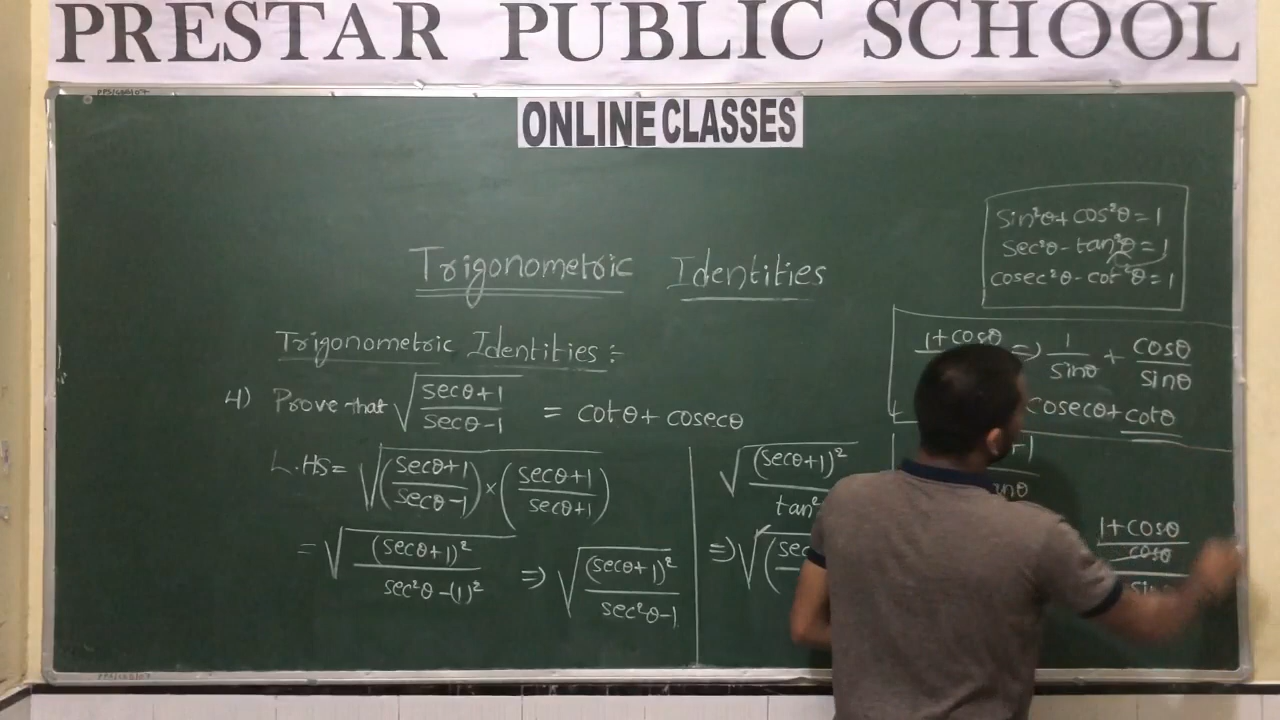 PRESTAR PUBLIC SCHOOL
ONLINE CLASSES
Trigonometric Identities
Trigonometric Identities :-
4) Prove that √(secθ+1 / secθ-1) = cotθ + cosecθ
L.HS = √((secθ+1 / secθ-1) × (secθ+1 / secθ+1))
= √((secθ+1)² / sec²θ-(1)²) ⇒ √((secθ+1)² / sec²θ-1)
√((secθ+1)² / tan²
⇒ √((sec
sin²θ + cos²θ = 1
sec²θ - tan²θ = 1
cosec²θ - cot²θ = 1
1+cosθ ⇒ 1/sinθ + cosθ/sinθ
cosecθ + cotθ
1+cosθ
cosθ